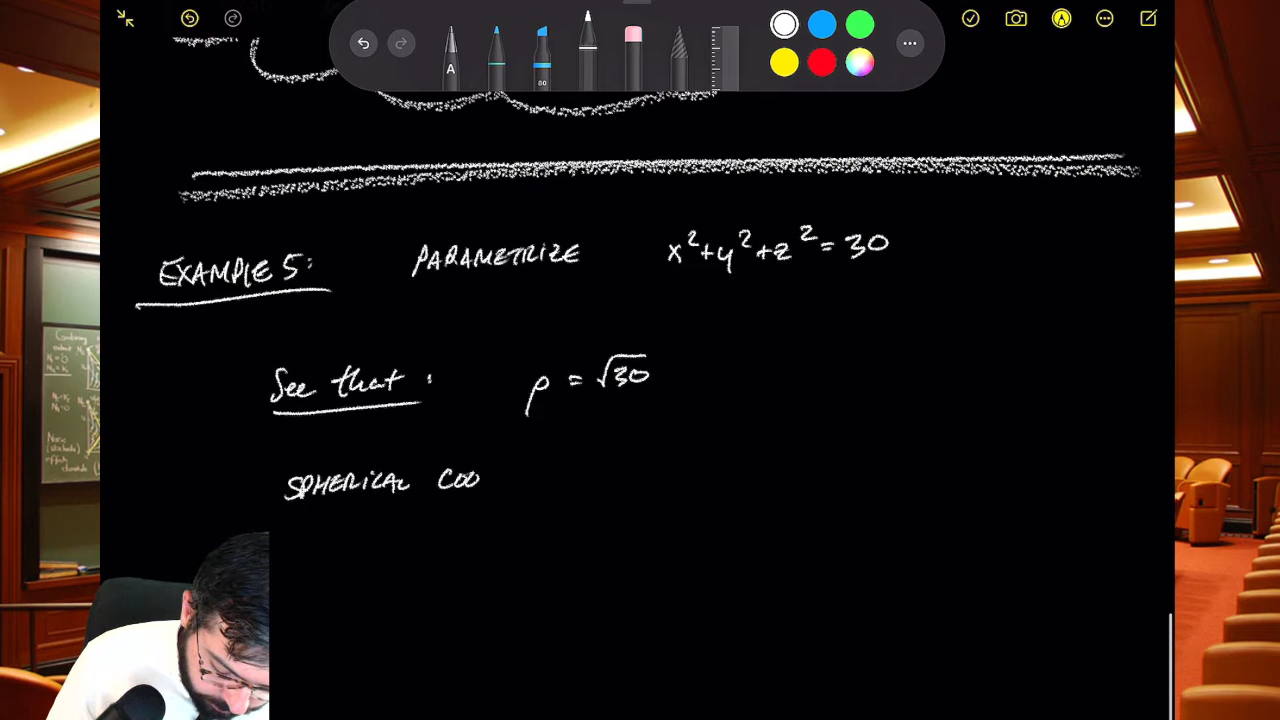 EXAMPLE 5: PARAMETRIZE x²+y²+z²=30
See that: ρ = √30
SPHERICAL COO